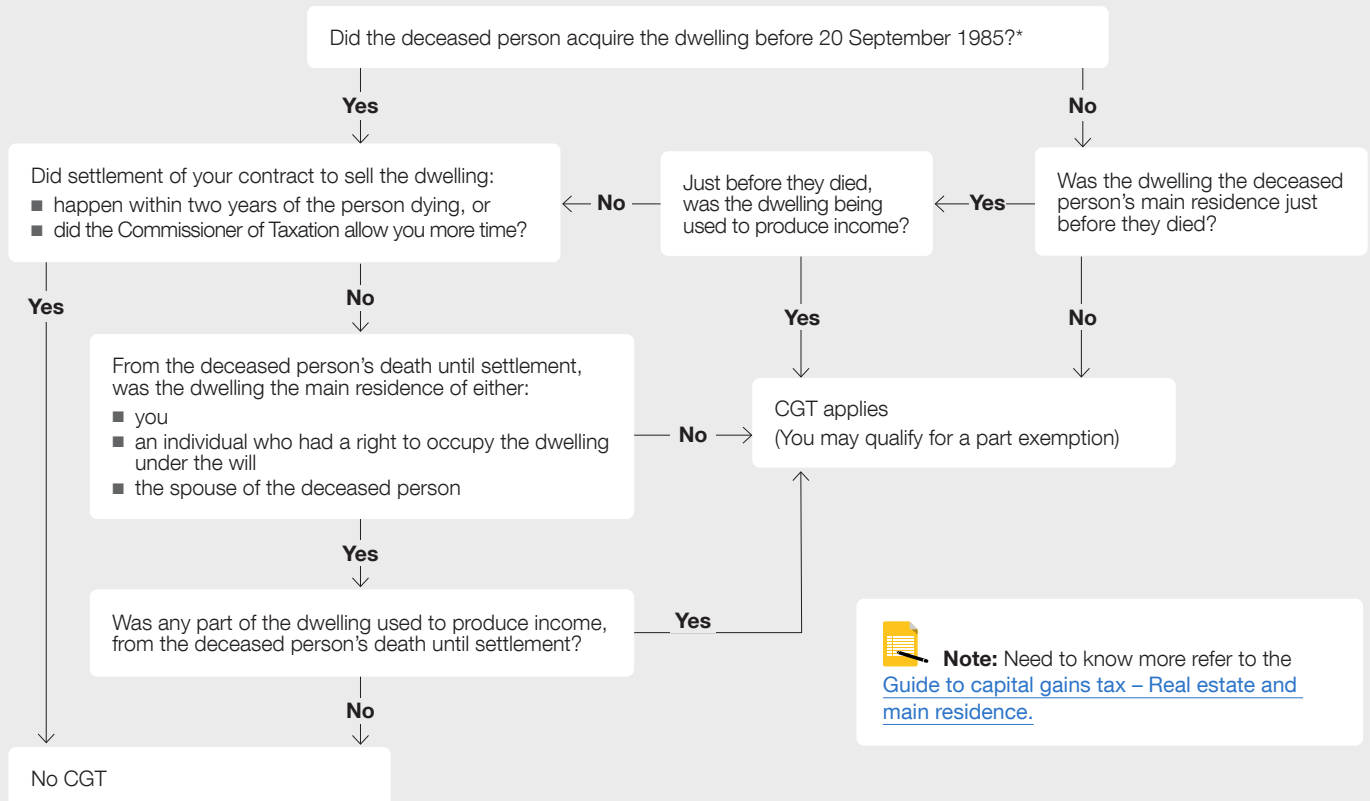 Did the deceased person acquire the dwelling before 20 September 1985?*
Yes
No
Did settlement of your contract to sell the dwelling:
■ happen within two years of the person dying, or
■ did the Commissioner of Taxation allow you more time?
No
Just before they died,
was the dwelling being
used to produce income?
Yes
Was the dwelling the deceased
person's main residence just
before they died?
Yes
No
Yes
No
From the deceased person's death until settlement,
was the dwelling the main residence of either:
■ you
■ an individual who had a right to occupy the dwelling
under the will
■ the spouse of the deceased person
No
CGT applies
(You may qualify for a part exemption)
Yes
Was any part of the dwelling used to produce income,
from the deceased person's death until settlement?
Yes
Note: Need to know more refer to the
Guide to capital gains tax – Real estate and
main residence.
No
No CGT